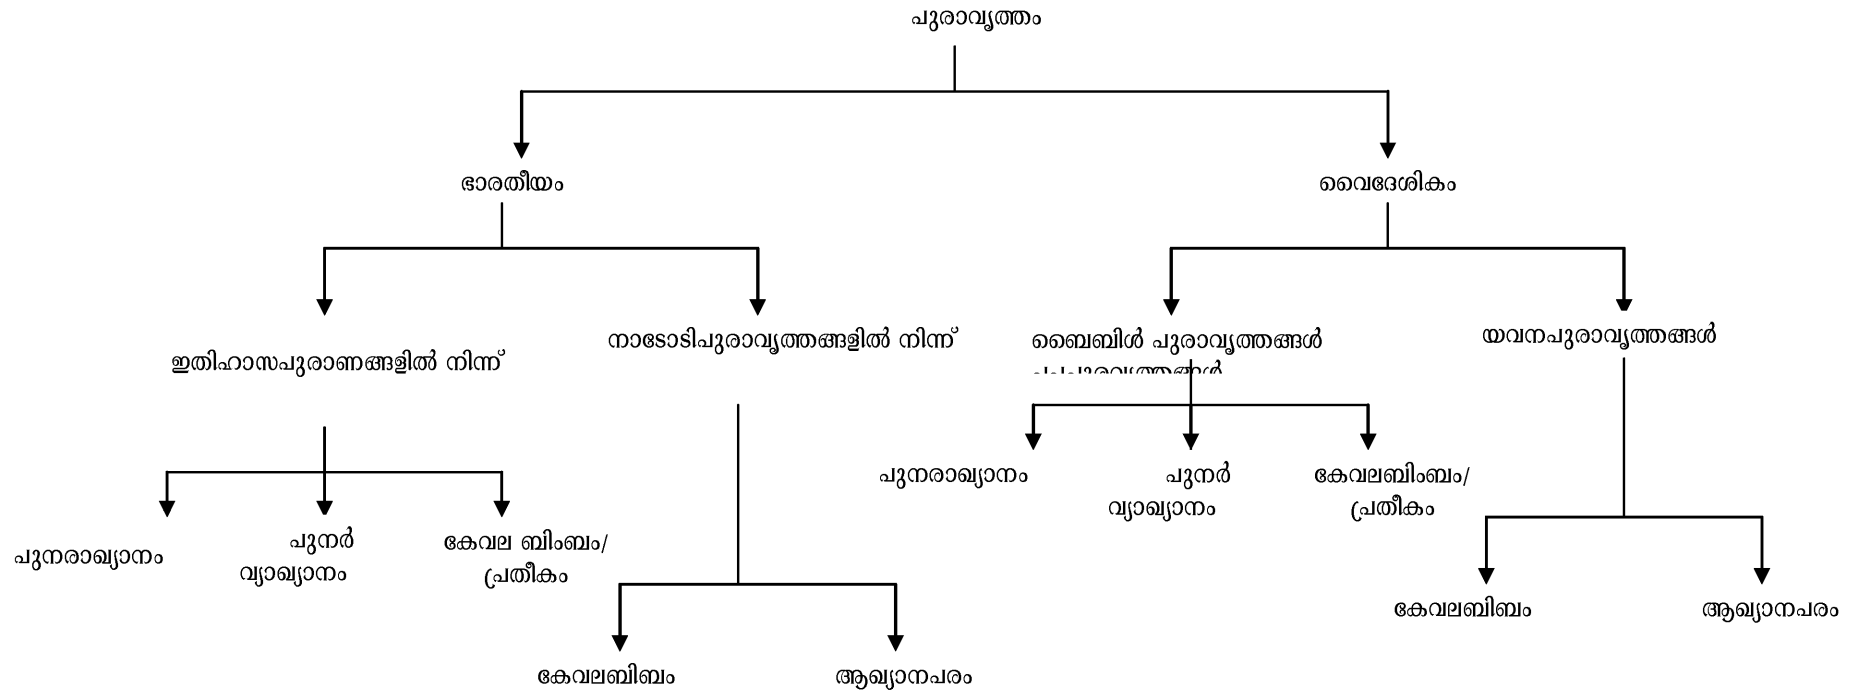 പുരാവൃത്തം
ഭാരതീയം
വൈദേശികം
ഇതിഹാസപുരാണങ്ങളിൽ നിന്ന്
നാടോടിപുരാവൃത്തങ്ങളിൽ നിന്ന്
ബൈബിൾ പുരാവൃത്തങ്ങൾ
യവനപുരാവൃത്തങ്ങൾ
പുനരാഖ്യാനം
പുനർ
വ്യാഖ്യാനം
കേവല ബിംബം/
പ്രതീകം
കേവലബിബം
ആഖ്യാനപരം
പുനരാഖ്യാനം
പുനർ
വ്യാഖ്യാനം
കേവലബിംബം/
പ്രതീകം
കേവലബിബം
ആഖ്യാനപരം